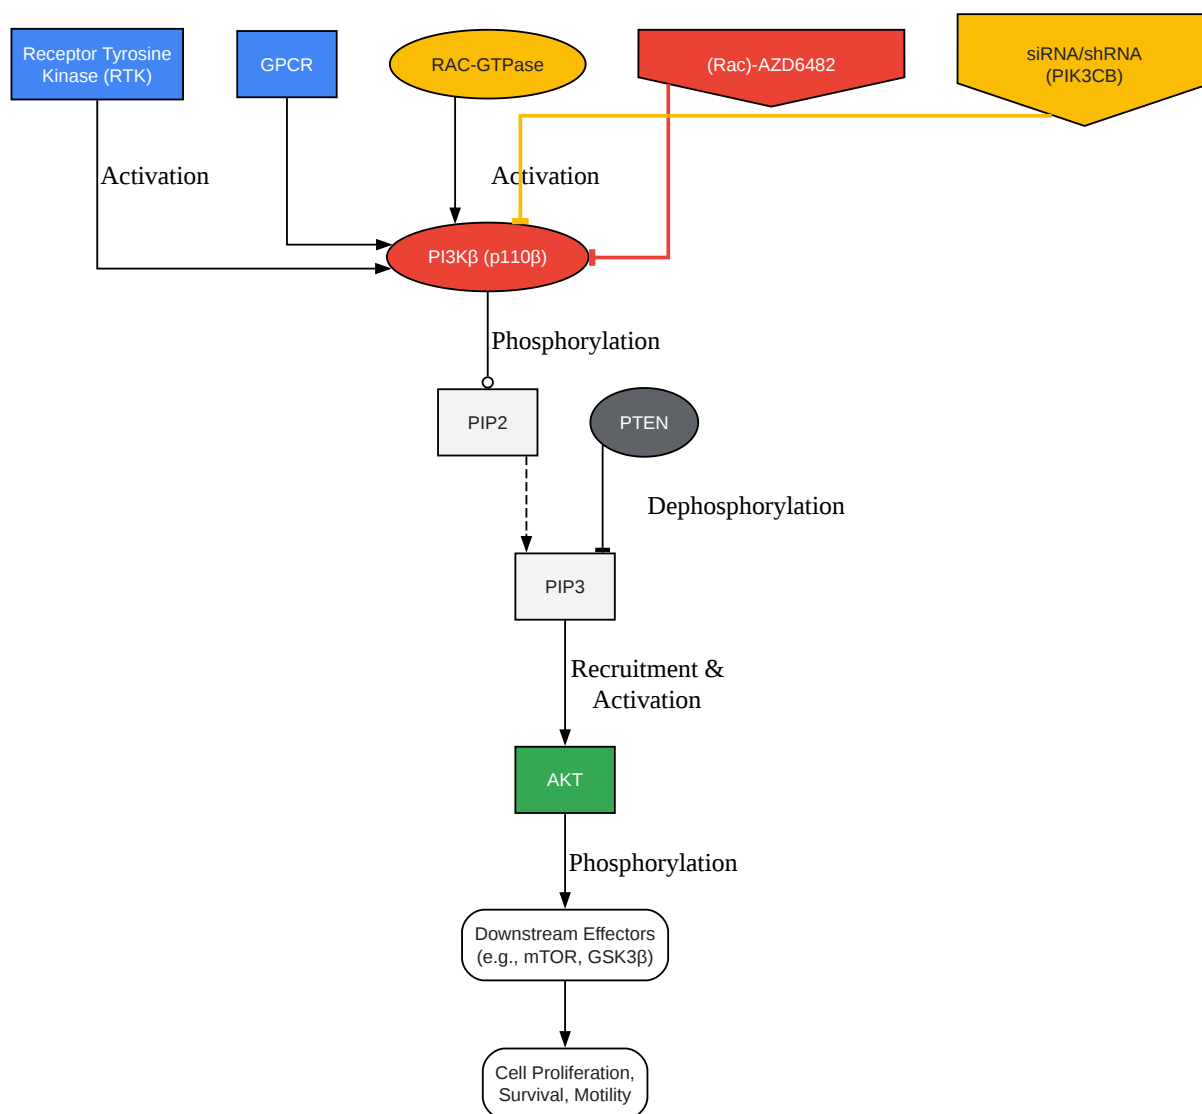 Receptor Tyrosine
Kinase (RTK)
GPCR
RAC-GTPase
(Rac)-AZD6482
siRNA/shRNA
(PIK3CB)
Activation
Activation
PI3Kβ (p110β)
Phosphorylation
PIP2
PTEN
Dephosphorylation
PIP3
Recruitment &
Activation
AKT
Phosphorylation
Downstream Effectors
(e.g., mTOR, GSK3β)
Cell Proliferation,
Survival, Motility